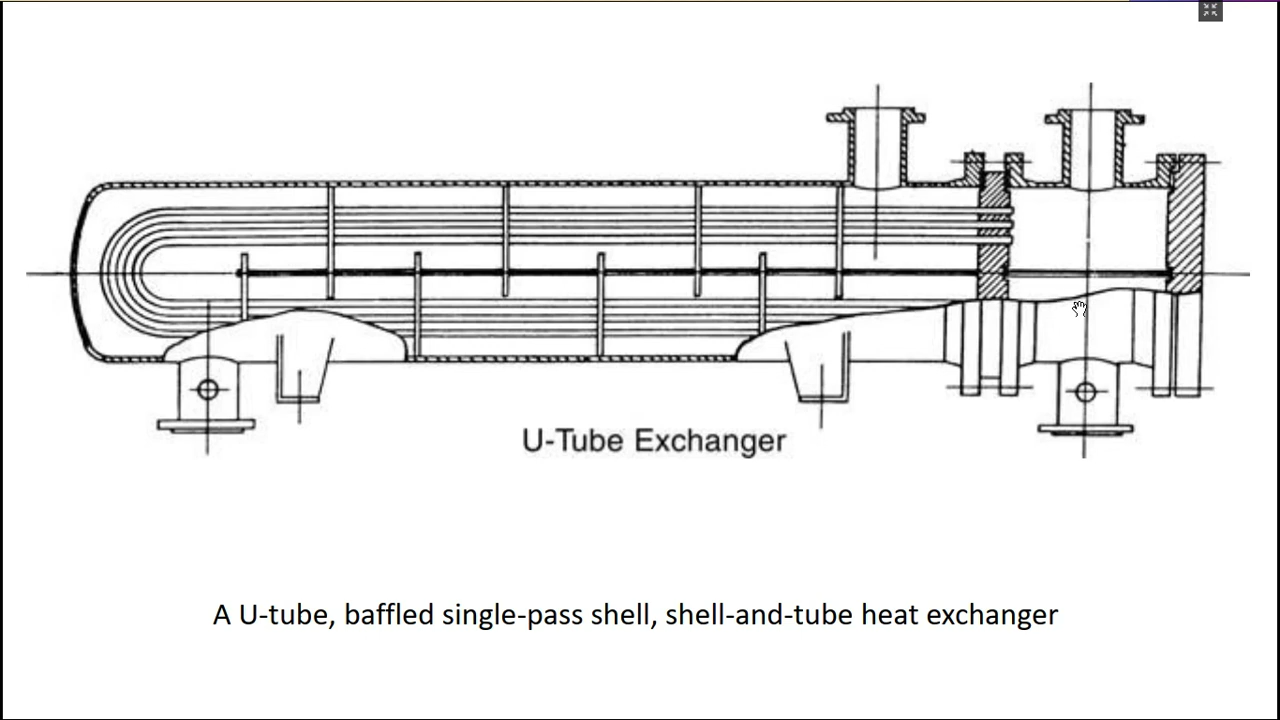 U-Tube Exchanger
A U-tube, baffled single-pass shell, shell-and-tube heat exchanger